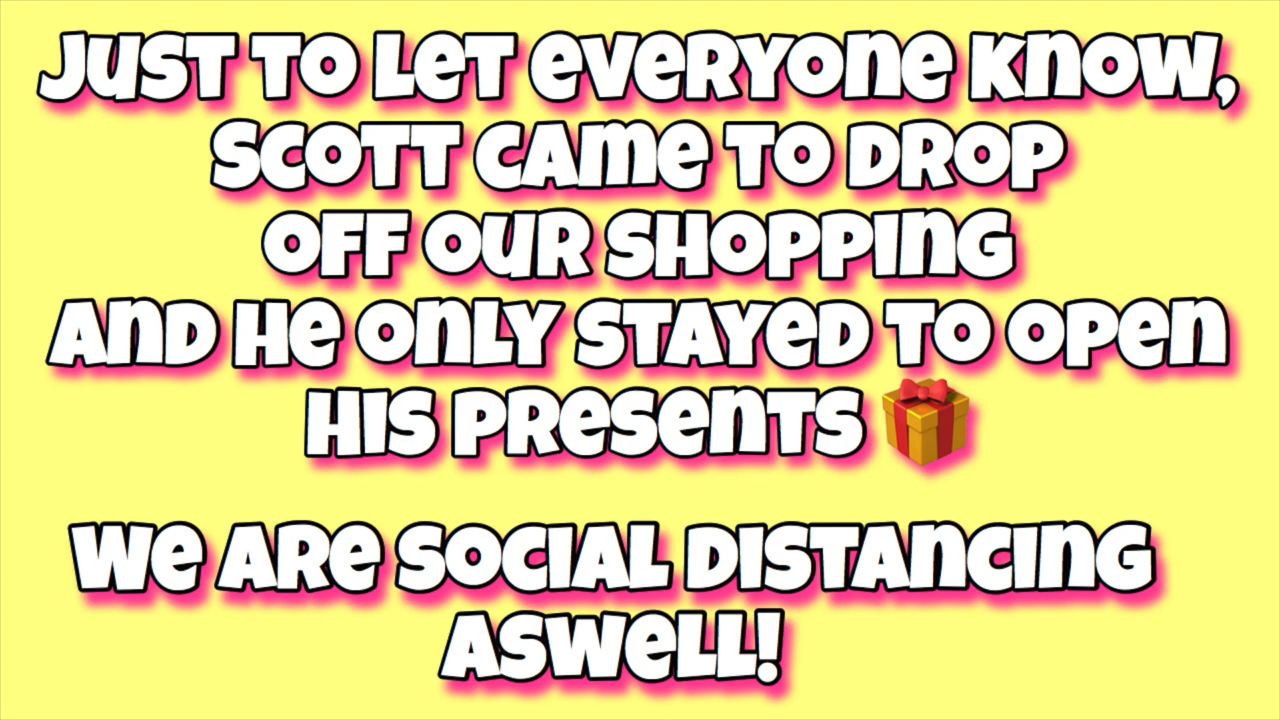 Just to let everyone know,
Scott came to drop
off our shopping
and he only stayed to open
his presents 🎁
We are social distancing
aswell!